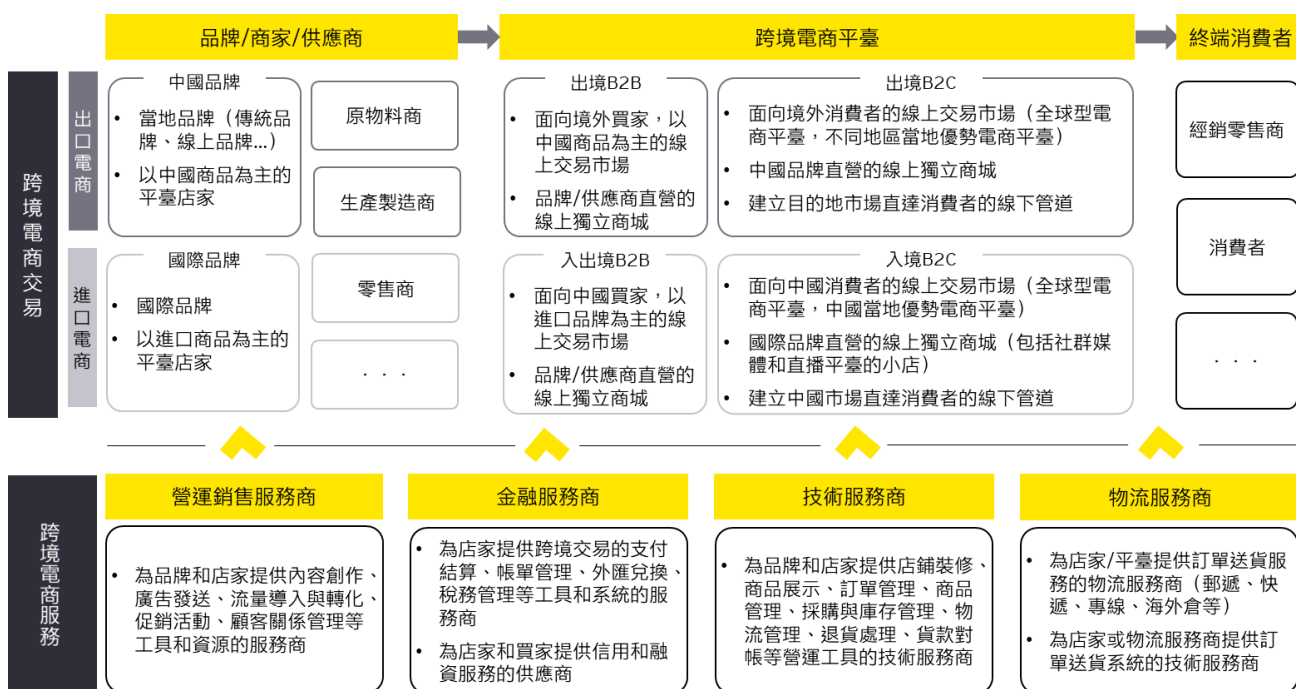 品牌/商家/供應商
跨境電商平臺
終端消費者
跨境電商交易
出口電商
中國品牌
• 當地品牌（傳統品
牌、線上品牌...）
• 以中國商品為主的
平臺店家
原物料商
生產製造商
出境B2B
• 面向境外買家，以
中國商品為主的線
上交易市場
• 品牌/供應商直營的
線上獨立商城
出境B2C
• 面向境外消費者的線上交易市場（全球型電
商平臺，不同地區當地優勢電商平臺）
• 中國品牌直營的線上獨立商城
• 建立目的地市場直達消費者的線下管道
經銷零售商
消費者
. . .
進口電商
國際品牌
• 國際品牌
• 以進口商品為主的
平臺店家
零售商
. . .
入出境B2B
• 面向中國買家，以
進口品牌為主的線
上交易市場
• 品牌/供應商直營的
線上獨立商城
入境B2C
• 面向中國消費者的線上交易市場（全球型電
商平臺，中國當地優勢電商平臺）
• 國際品牌直營的線上獨立商城（包括社群媒
體和直播平臺的小店）
• 建立中國市場直達消費者的線下管道
跨境電商服務
營運銷售服務商
• 為品牌和店家提供內容創作、
廣告發送、流量導入與轉化、
促銷活動、顧客關係管理等
工具和資源的服務商
金融服務商
• 為店家提供跨境交易的支付
結算、帳單管理、外匯兌換、
稅務管理等工具和系統的服
務商
• 為店家和買家提供信用和融
資服務的供應商
技術服務商
• 為品牌和店家提供店鋪裝修、
商品展示、訂單管理、商品
管理、採購與庫存管理、物
流管理、退貨處理、貨款對
帳等營運工具的技術服務商
物流服務商
• 為店家/平臺提供訂單送貨服
務的物流服務商（郵遞、快
遞、專線、海外倉等）
• 為店家或物流服務商提供訂
單送貨系統的技術服務商